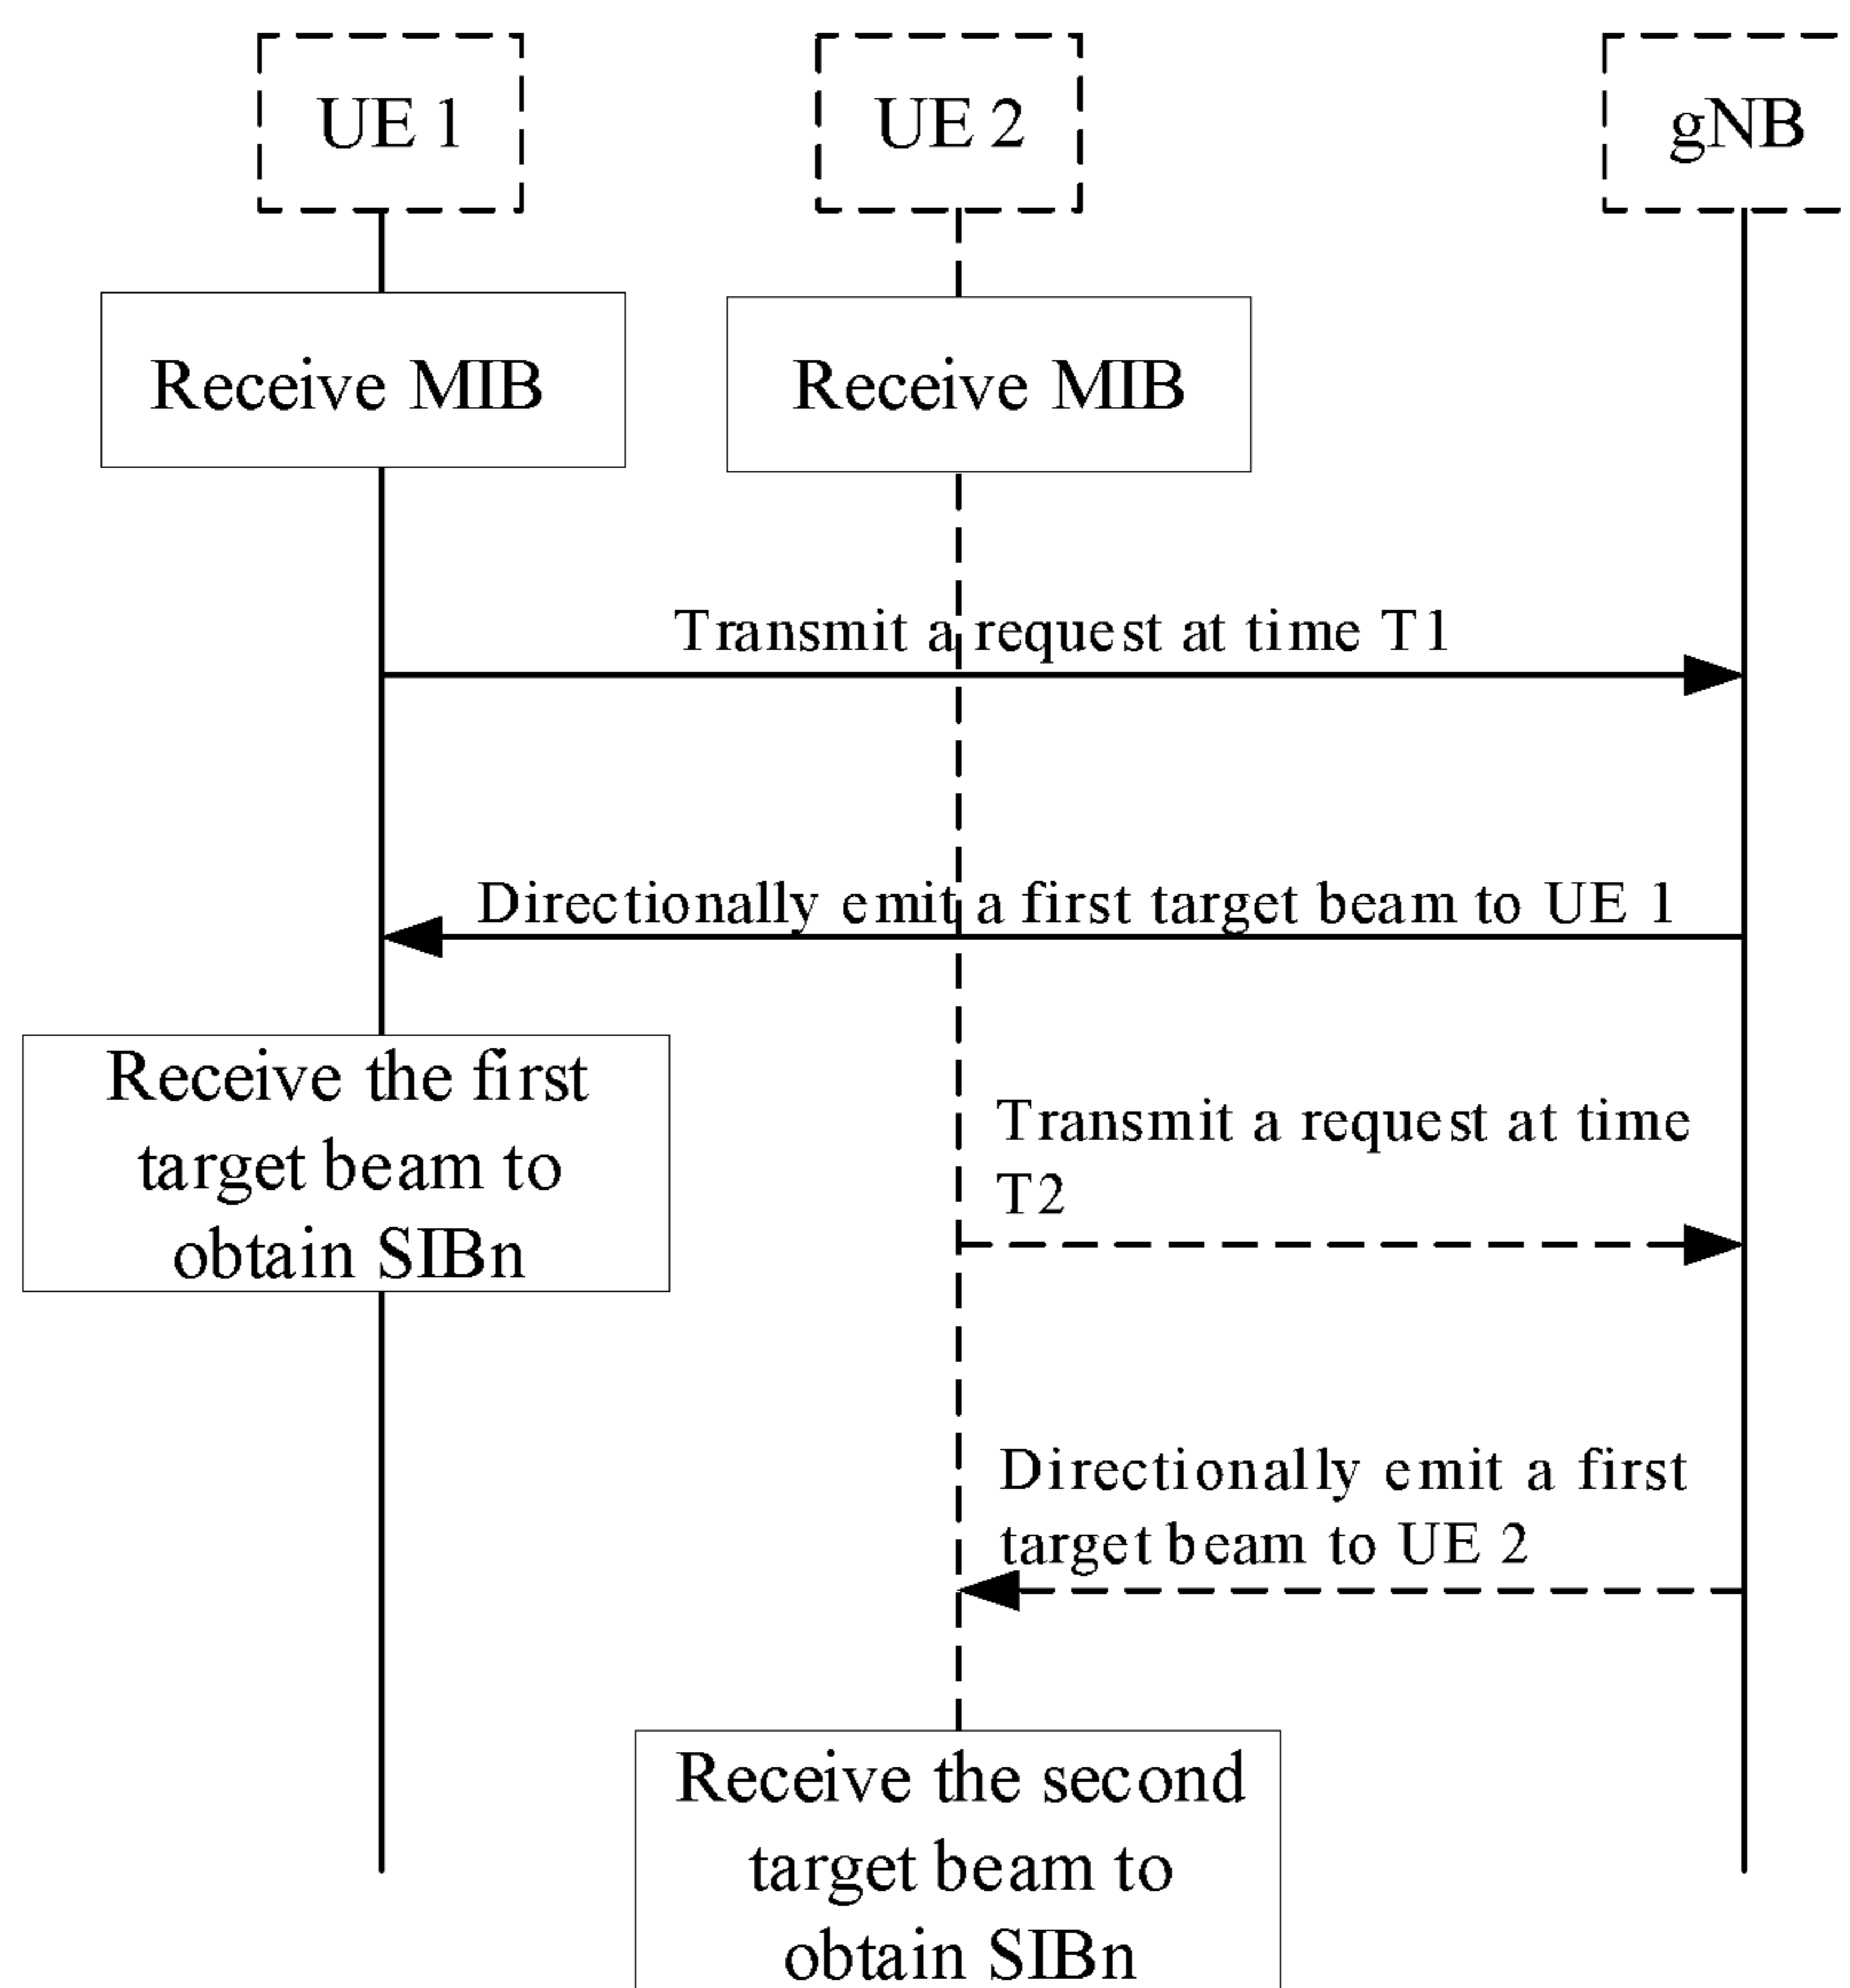 UE 1
UE 2
gNB
Receive MIB
Receive MIB
Transmit a request at time T1
Directionally emit a first target beam to UE 1
Receive the first
target beam to
obtain SIBn
Transmit a request at time
T2
Directionally emit a first
target beam to UE 2
Receive the second
target beam to
obtain SIBn